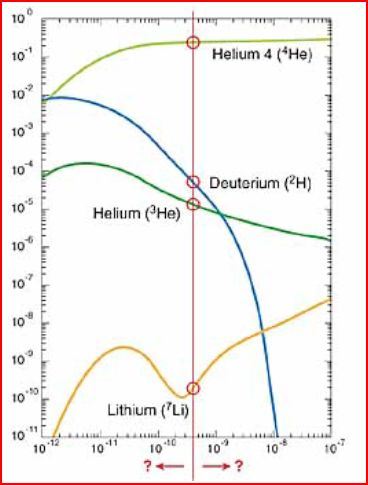 10⁰
10⁻¹
Helium 4 (⁴He)
10⁻²
10⁻³
10⁻⁴
Deuterium (²H)
10⁻⁵
Helium (³He)
10⁻⁶
10⁻⁷
10⁻⁸
10⁻⁹
10⁻¹⁰
Lithium (⁷Li)
10⁻¹¹
10⁻¹² 10⁻¹¹ 10⁻¹⁰ 10⁻⁹ 10⁻⁸ 10⁻⁷
? ← → ?